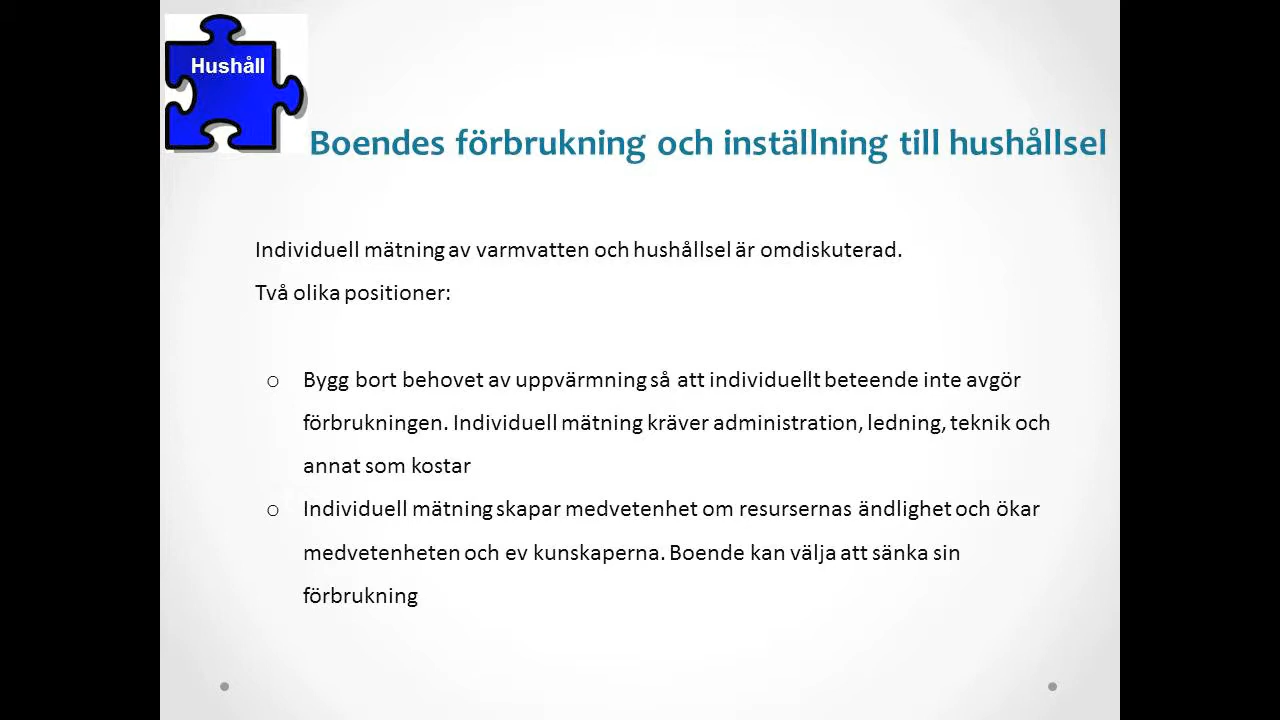 Hushåll
Boendes förbrukning och inställning till hushållsel
Individuell mätning av varmvatten och hushållsel är omdiskuterad.
Två olika positioner:
o Bygg bort behovet av uppvärmning så att individuellt beteende inte avgör
förbrukningen. Individuell mätning kräver administration, ledning, teknik och
annat som kostar
o Individuell mätning skapar medvetenhet om resursernas ändlighet och ökar
medvetenheten och ev kunskaperna. Boende kan välja att sänka sin
förbrukning